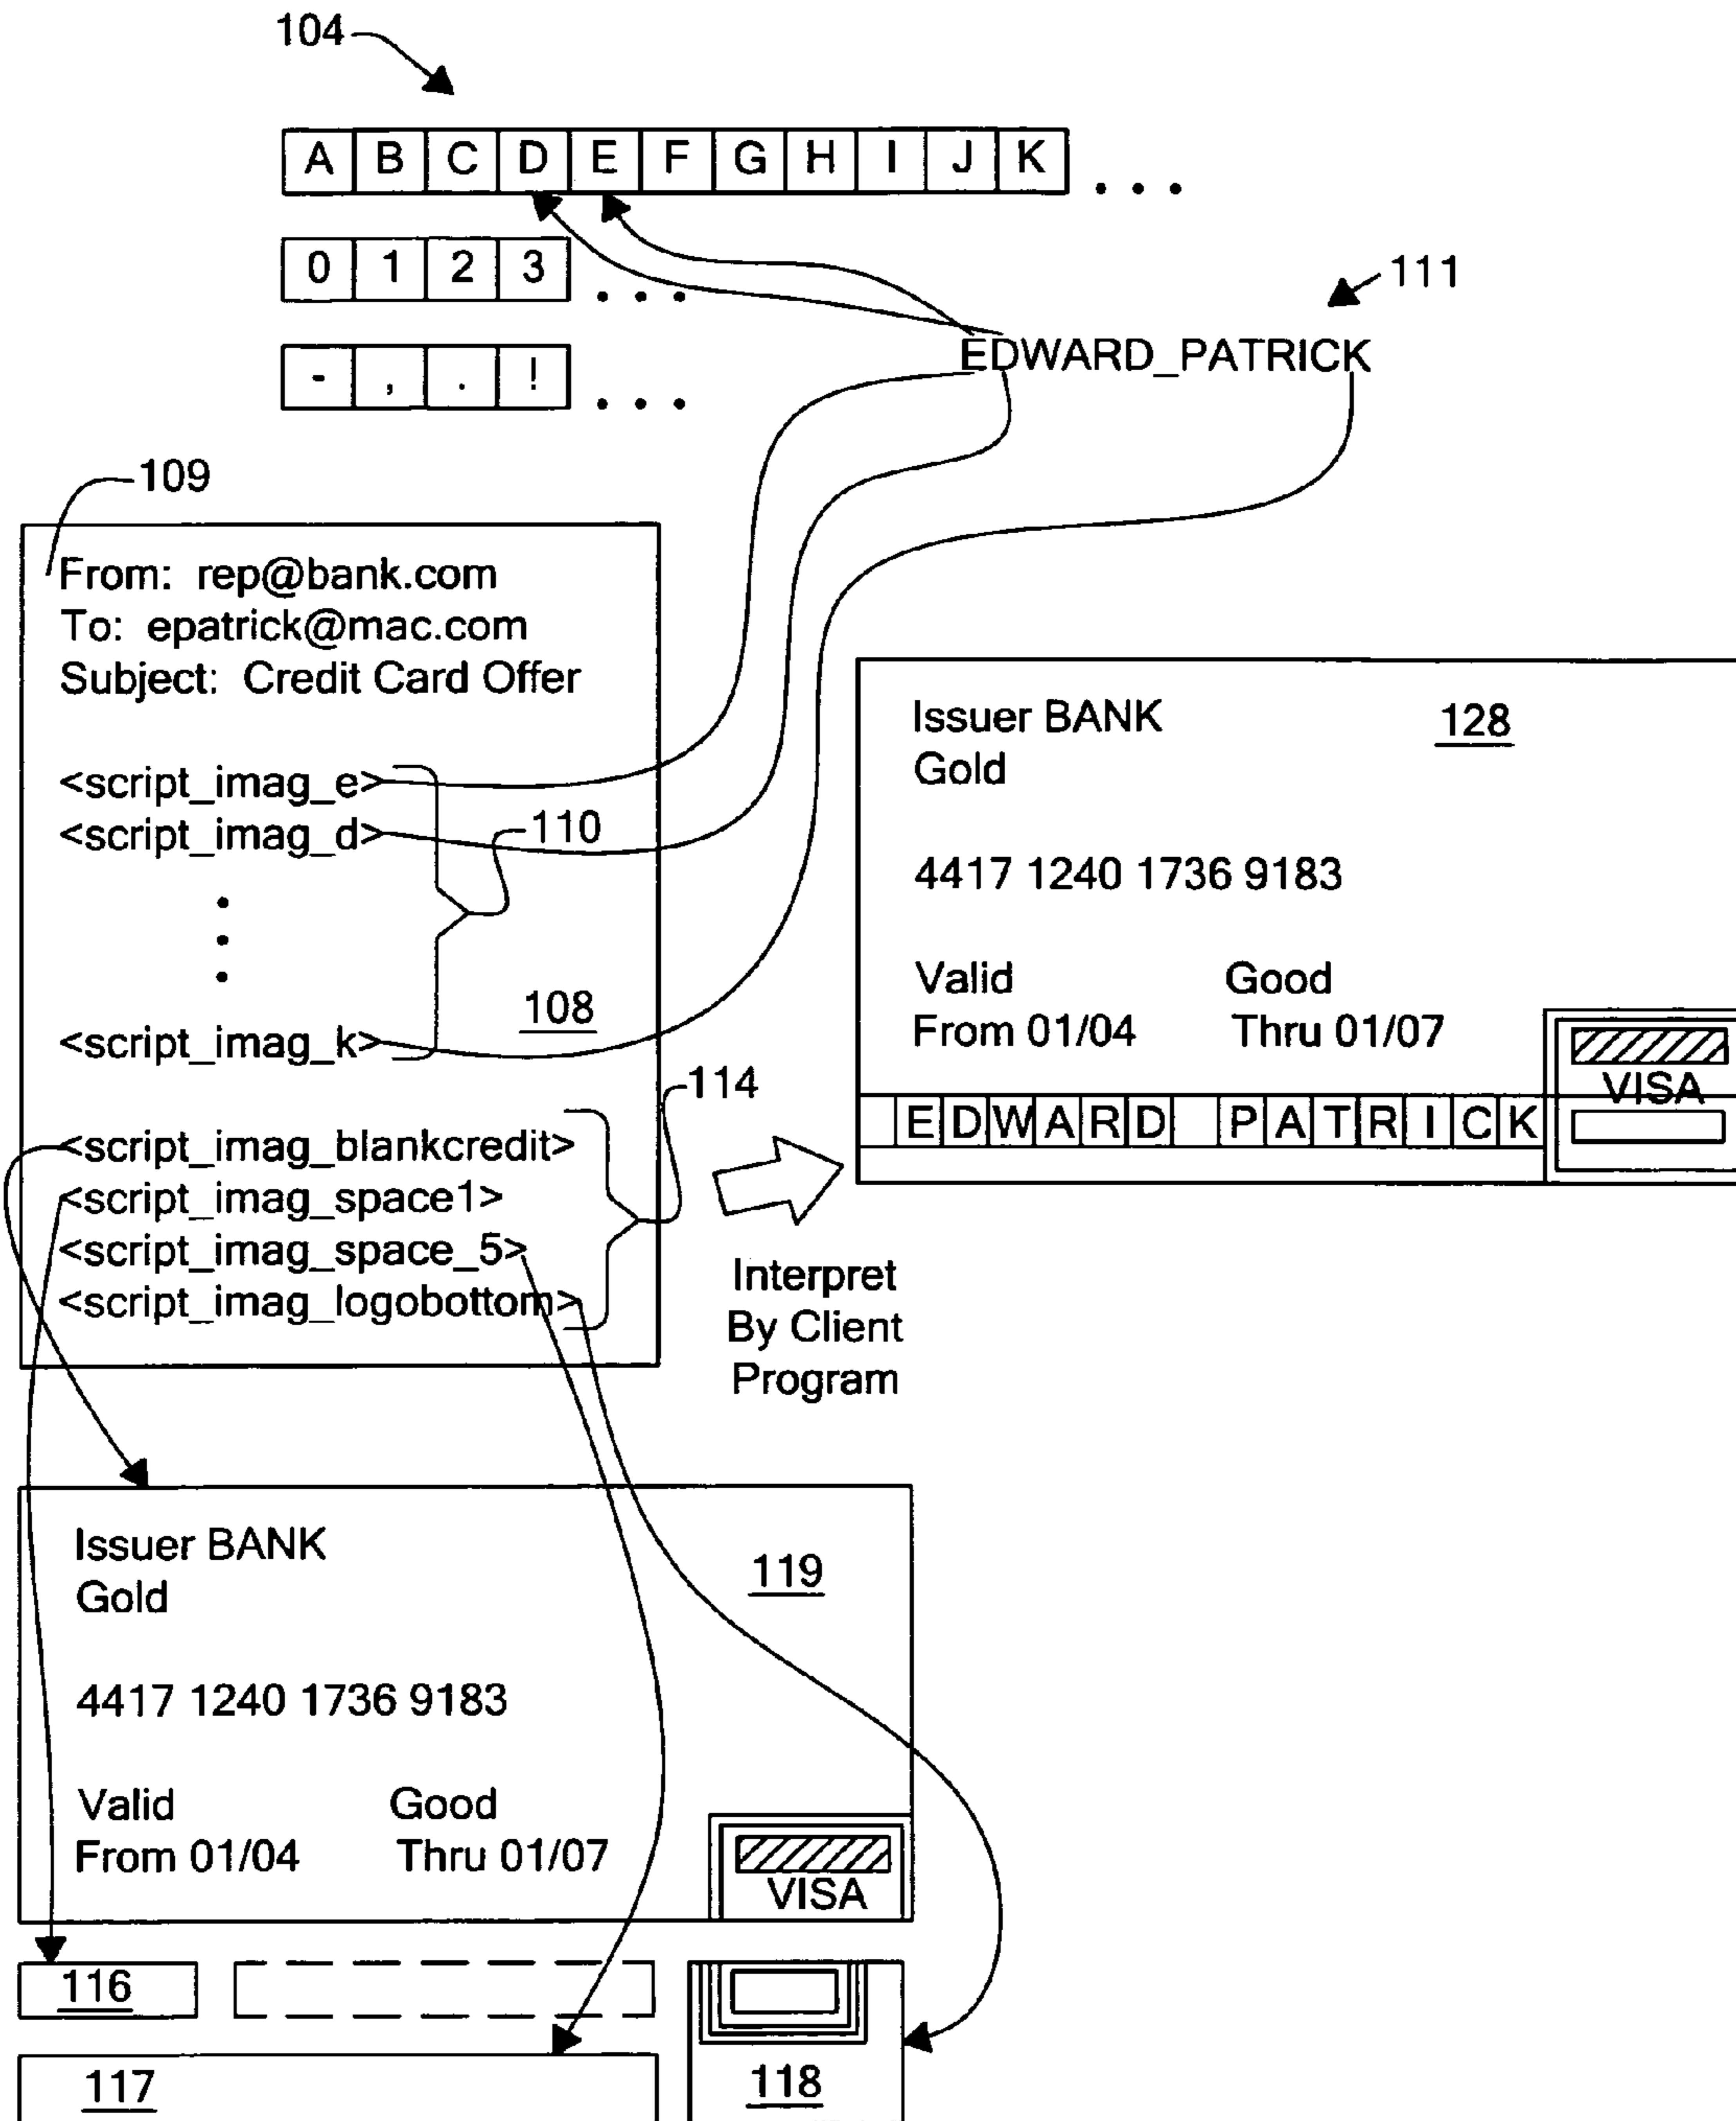 104
A B C D E F G H I J K . . .
0 1 2 3 . . .
- , . ! . . .
111
EDWARD_PATRICK
109
From: rep@bank.com
To: epatrick@mac.com
Subject: Credit Card Offer
<script_imag_e>
<script_imag_d>
110
<script_imag_k>
108
114
<script_imag_blankcredit>
<script_imag_space1>
<script_imag_space_5>
<script_imag_logobottom>
Interpret
By Client
Program
Issuer BANK
128
Gold
4417 1240 1736 9183
Valid Good
From 01/04 Thru 01/07
VISA
EDWARD PATRICK
Issuer BANK
Gold
119
4417 1240 1736 9183
Valid Good
From 01/04 Thru 01/07
VISA
116
117
118